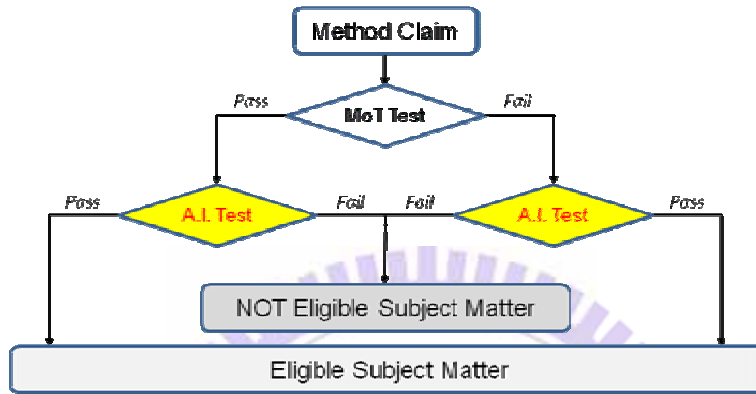 Method Claim
Pass
MoT Test
Fail
Pass
A.I. Test
Fail
Fail
A.I. Test
Pass
NOT Eligible Subject Matter
Eligible Subject Matter